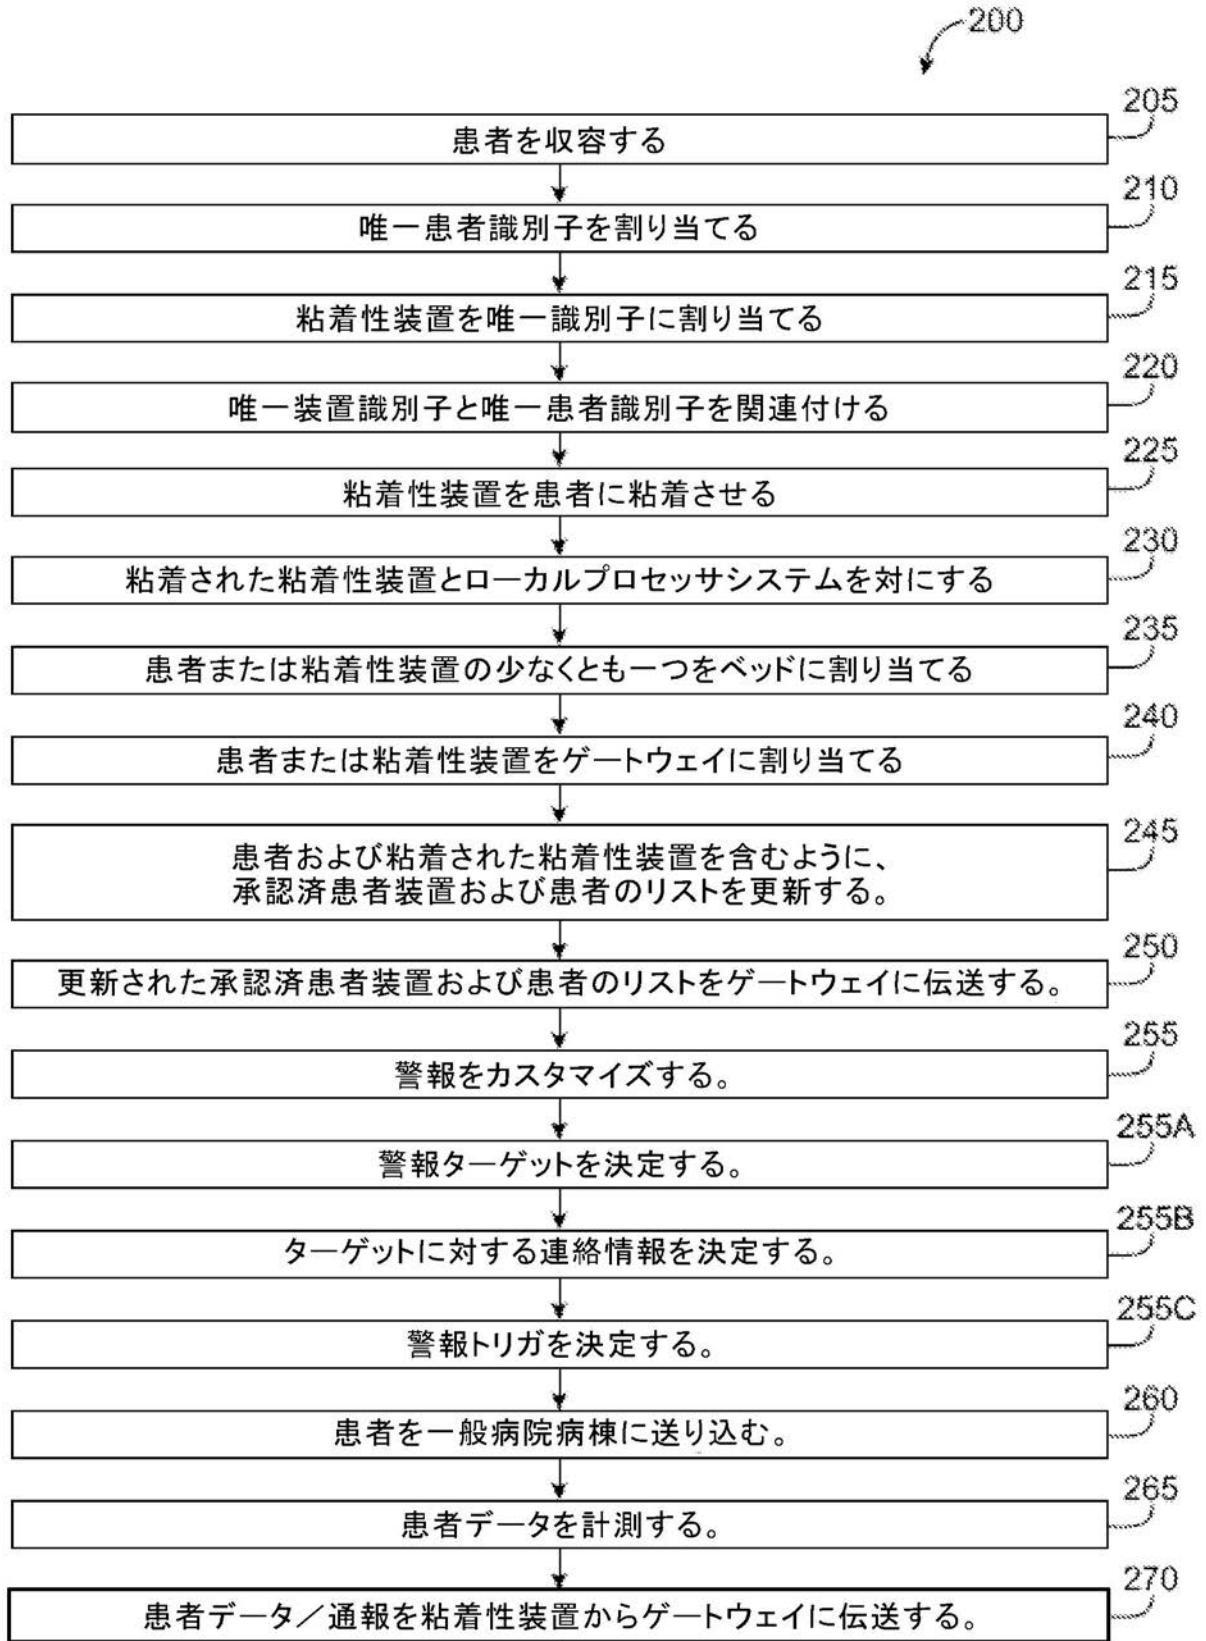 200
205
患者を収容する
210
唯一患者識別子を割り当てる
215
粘着性装置を唯一識別子に割り当てる
220
唯一装置識別子と唯一患者識別子を関連付ける
225
粘着性装置を患者に粘着させる
230
粘着された粘着性装置とローカルプロセッサシステムを対にする
235
患者または粘着性装置の少なくとも一つをベッドに割り当てる
240
患者または粘着性装置をゲートウェイに割り当てる
245
患者および粘着された粘着性装置を含むように、
承認済患者装置および患者のリストを更新する。
250
更新された承認済患者装置および患者のリストをゲートウェイに伝送する。
255
警報をカスタマイズする。
255A
警報ターゲットを決定する。
255B
ターゲットに対する連絡情報を決定する。
255C
警報トリガを決定する。
260
患者を一般病院病棟に送り込む。
265
患者データを計測する。
270
患者データ／通報を粘着性装置からゲートウェイに伝送する。